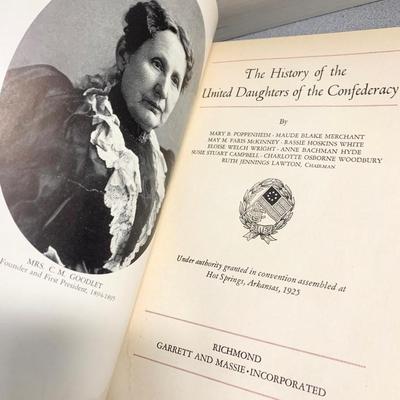 MRS. C. M. GOODLET
Founder and First President, 1894-1895
The History of the
United Daughters of the Confederacy
By
MARY B. POPPENHEIM · MAUDE BLAKE MERCHANT
MAY M. FARIS McKINNEY · RASSIE HOSKINS WHITE
ELOISE WELCH WRIGHT · ANNE BACHMAN HYDE
SUSIE STUART CAMPBELL · CHARLOTTE OSBORNE WOODBURY
RUTH JENNINGS LAWTON, CHAIRMAN
Under authority granted in convention assembled at
Hot Springs, Arkansas, 1925
RICHMOND
GARRETT AND MASSIE · INCORPORATED